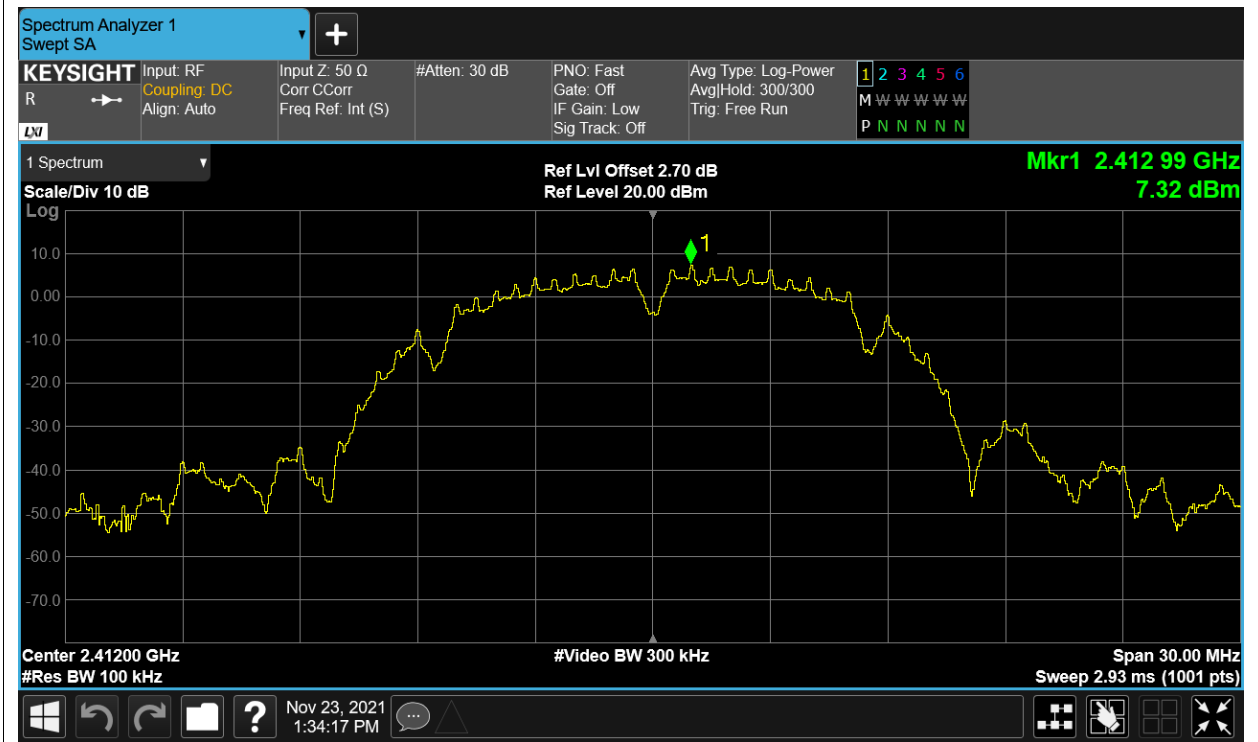 Spectrum Analyzer 1
Swept SA
+
KEYSIGHT
R
LXI
Input: RF
Coupling: DC
Align: Auto
Input Z: 50 Ω
Corr CCorr
Freq Ref: Int (S)
#Atten: 30 dB
PNO: Fast
Gate: Off
IF Gain: Low
Sig Track: Off
Avg Type: Log-Power
Avg|Hold: 300/300
Trig: Free Run
1 2 3 4 5 6
M W W W W W
P N N N N N
1 Spectrum
Scale/Div 10 dB
Log
Ref Lvl Offset 2.70 dB
Ref Level 20.00 dBm
Mkr1 2.412 99 GHz
7.32 dBm
1
10.0
0.00
-10.0
-20.0
-30.0
-40.0
-50.0
-60.0
-70.0
Center 2.41200 GHz
#Res BW 100 kHz
#Video BW 300 kHz
Span 30.00 MHz
Sweep 2.93 ms (1001 pts)
?
Nov 23, 2021
1:34:17 PM